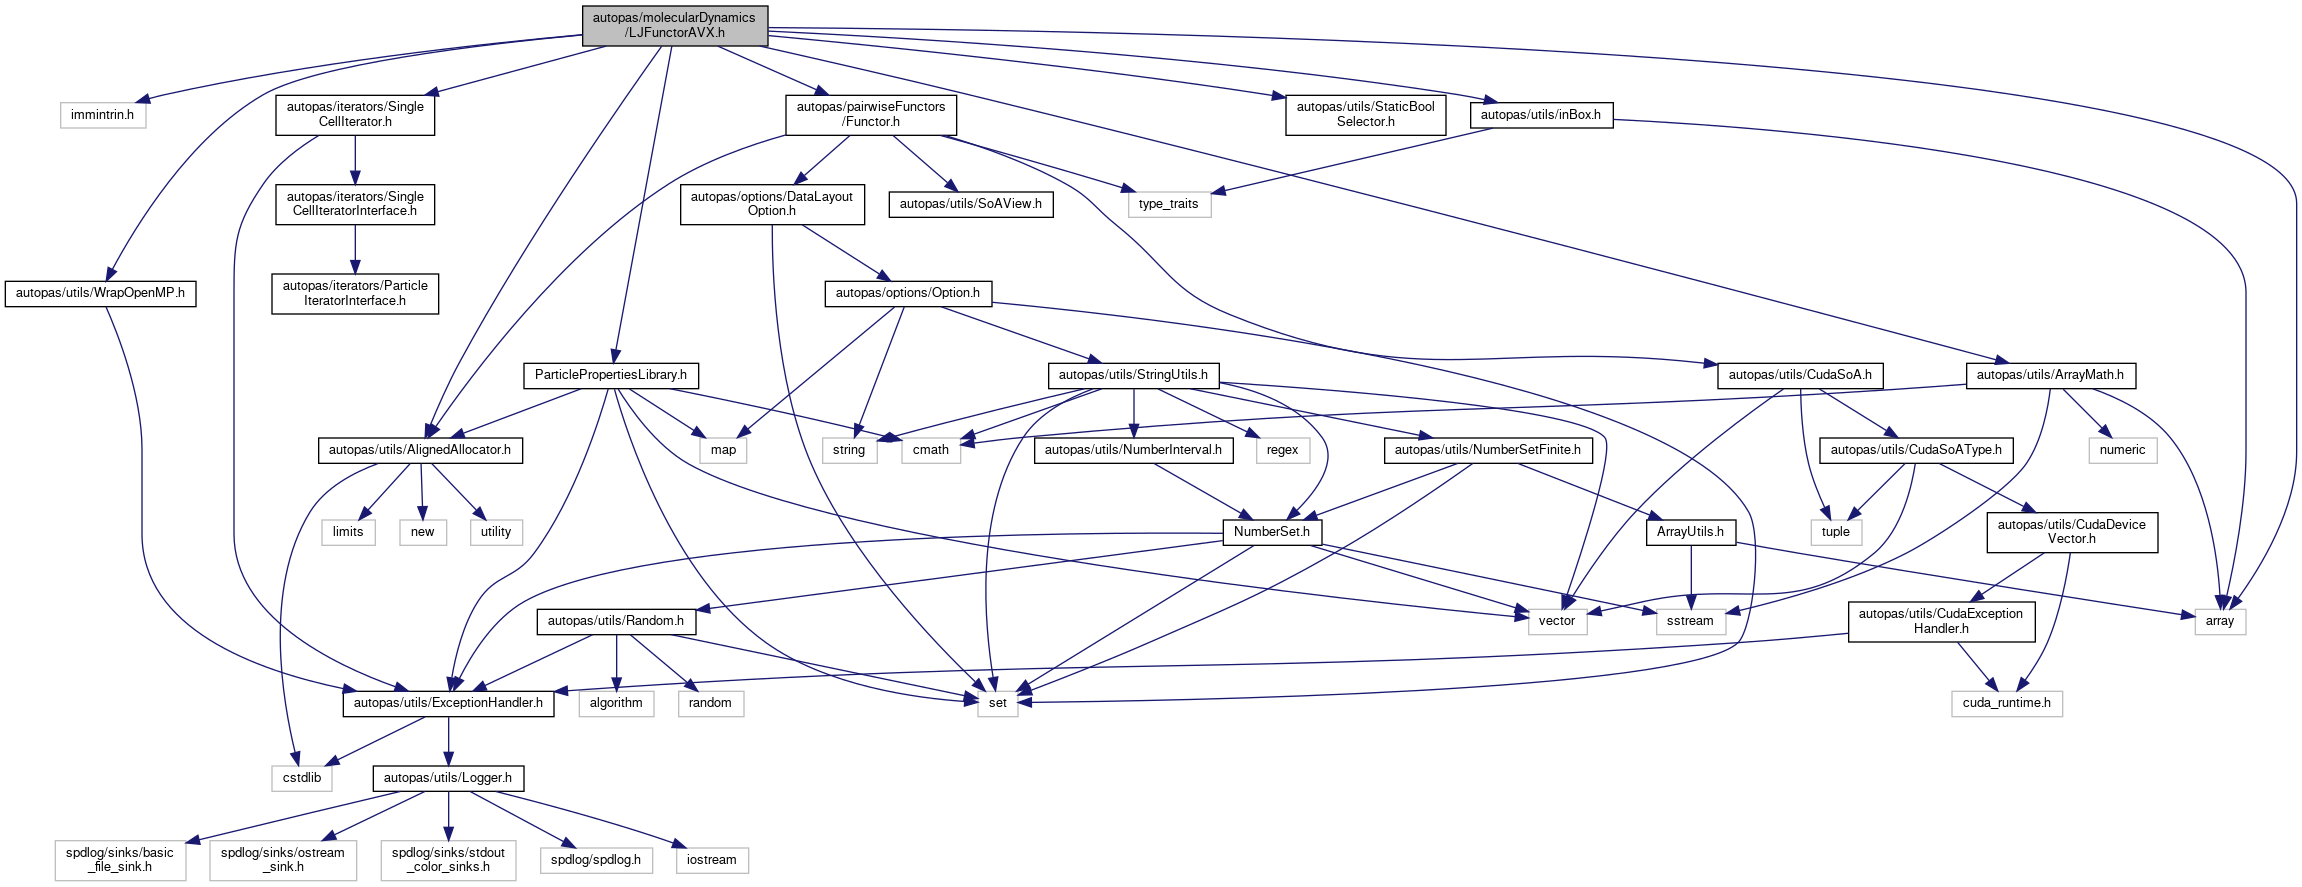 autopas/molecularDynamics
/LJFunctorAVX.h
immintrin.h
autopas/iterators/Single
CellIterator.h
autopas/pairwiseFunctors
/Functor.h
autopas/utils/StaticBool
Selector.h
autopas/utils/inBox.h
autopas/iterators/Single
CellIteratorInterface.h
autopas/options/DataLayout
Option.h
autopas/utils/SoAView.h
type_traits
autopas/utils/WrapOpenMP.h
autopas/iterators/Particle
IteratorInterface.h
autopas/options/Option.h
ParticlePropertiesLibrary.h
autopas/utils/StringUtils.h
autopas/utils/CudaSoA.h
autopas/utils/ArrayMath.h
autopas/utils/AlignedAllocator.h
map
string
cmath
autopas/utils/NumberInterval.h
regex
autopas/utils/NumberSetFinite.h
autopas/utils/CudaSoAType.h
numeric
limits
new
utility
NumberSet.h
ArrayUtils.h
tuple
autopas/utils/CudaDevice
Vector.h
autopas/utils/Random.h
vector
sstream
autopas/utils/CudaException
Handler.h
array
autopas/utils/ExceptionHandler.h
algorithm
random
set
cuda_runtime.h
cstdlib
autopas/utils/Logger.h
spdlog/sinks/basic
_file_sink.h
spdlog/sinks/ostream
_sink.h
spdlog/sinks/stdout
_color_sinks.h
spdlog/spdlog.h
iostream